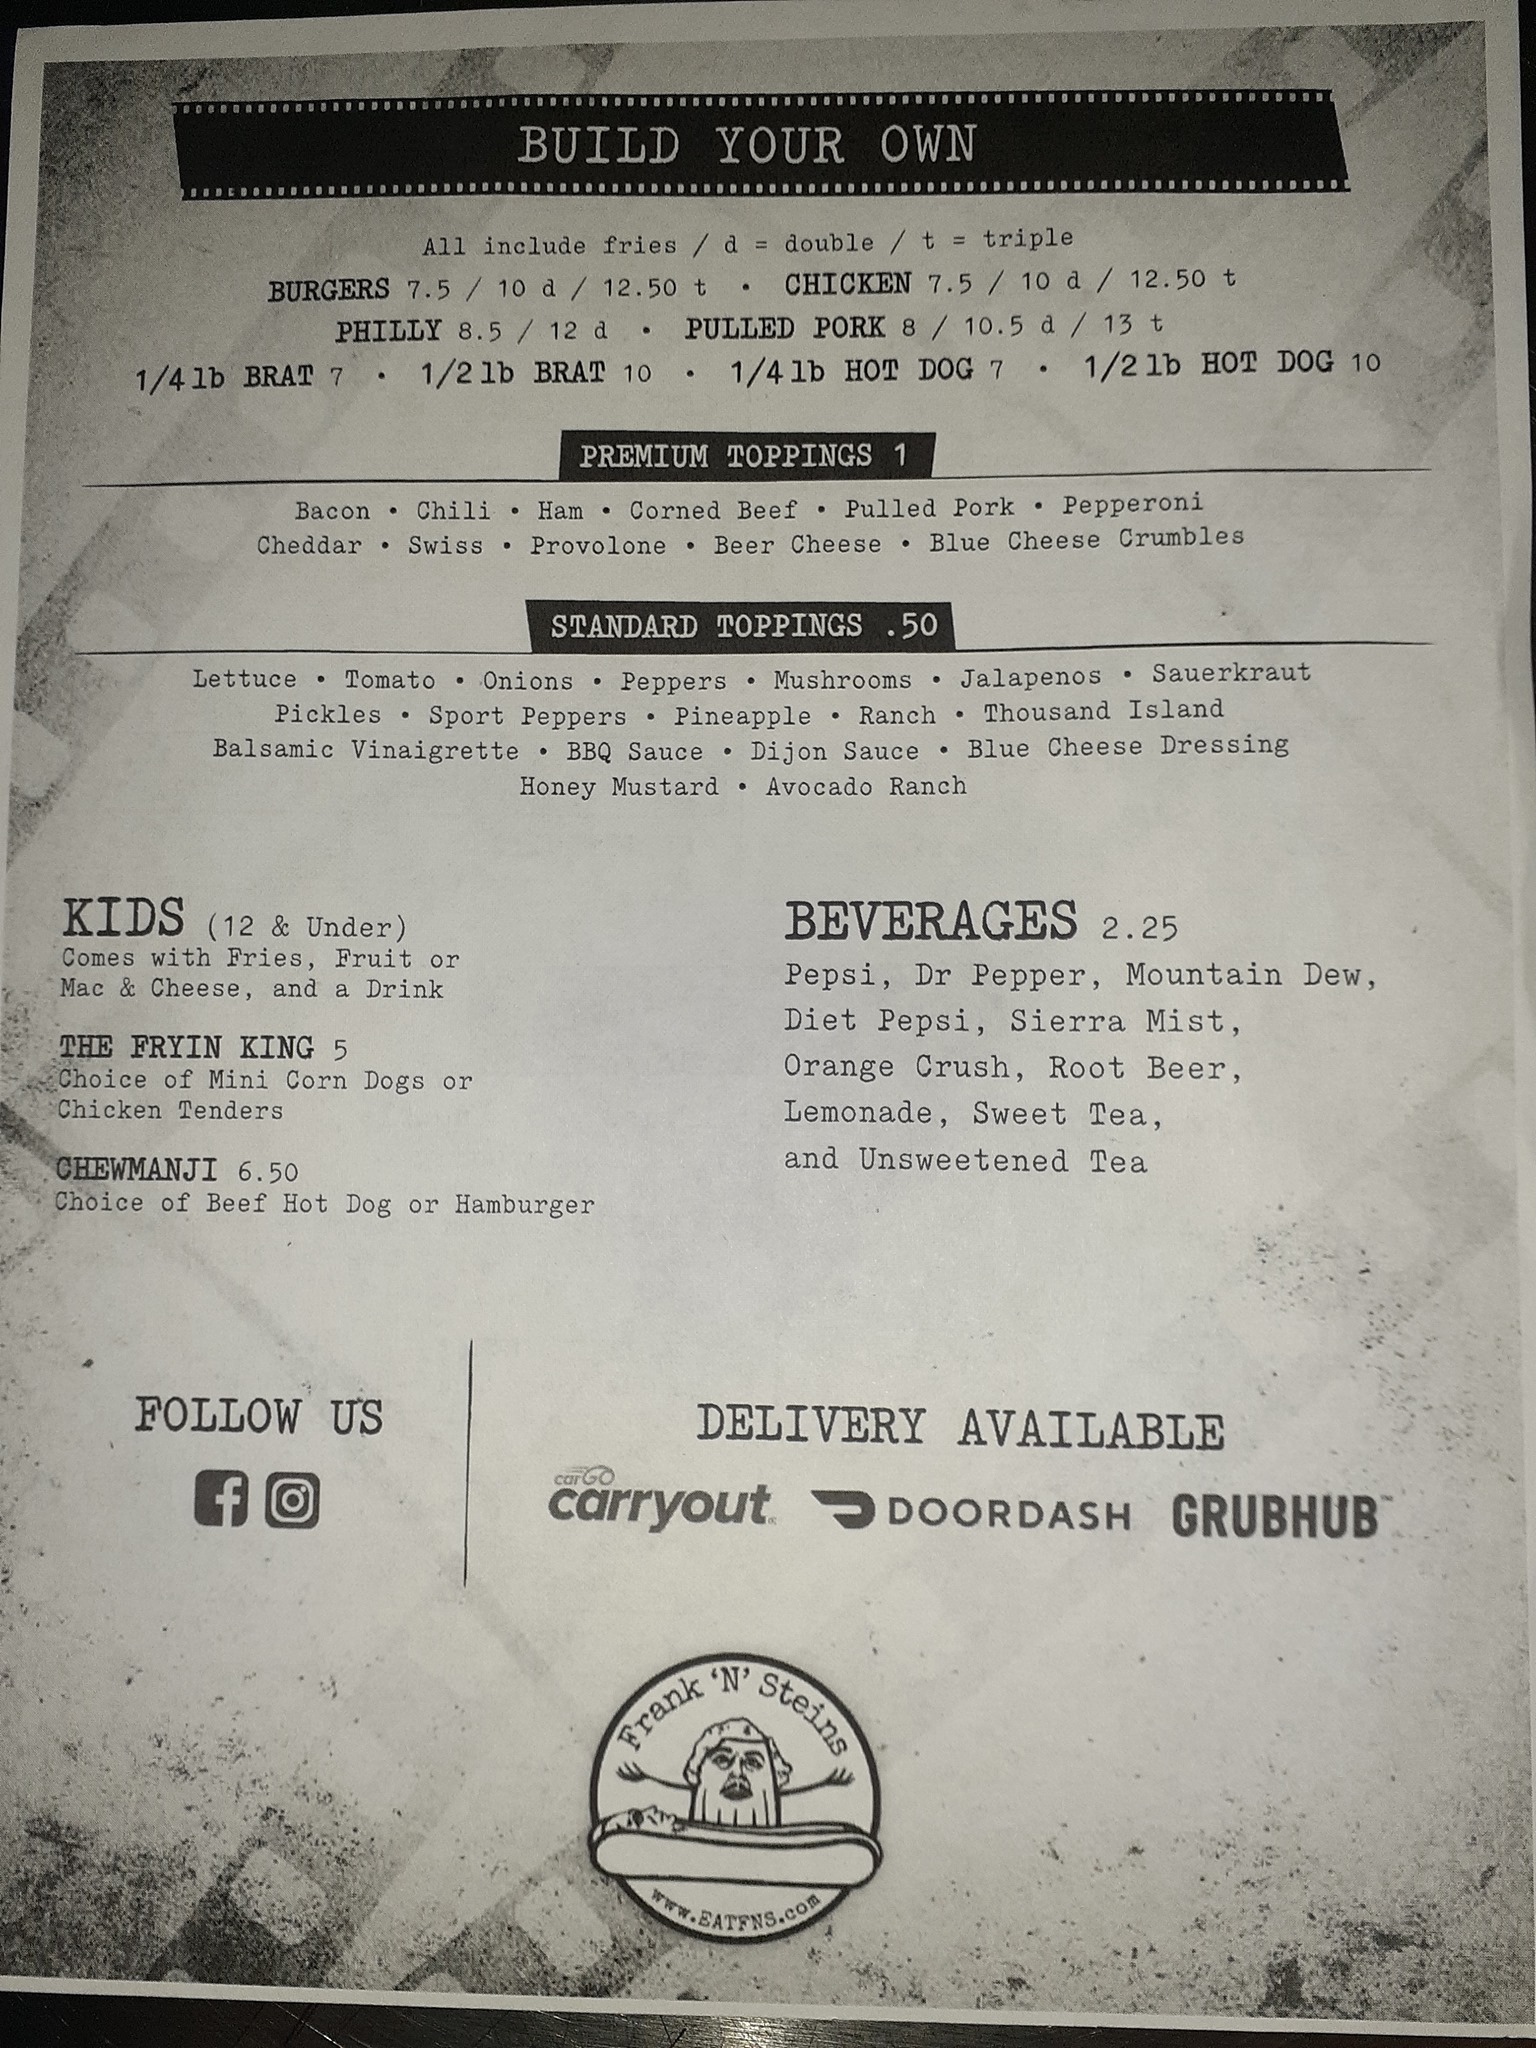 BUILD YOUR OWN
All include fries / d = double / t = triple
BURGERS 7.5 / 10 d / 12.50 t • CHICKEN 7.5 / 10 d / 12.50 t
PHILLY 8.5 / 12 d • PULLED PORK 8 / 10.5 d / 13 t
1/4 lb BRAT 7 • 1/2 lb BRAT 10 • 1/4 lb HOT DOG 7 • 1/2 lb HOT DOG 10
PREMIUM TOPPINGS 1
Bacon • Chili • Ham • Corned Beef • Pulled Pork • Pepperoni
Cheddar • Swiss • Provolone • Beer Cheese • Blue Cheese Crumbles
STANDARD TOPPINGS .50
Lettuce • Tomato • Onions • Peppers • Mushrooms • Jalapenos • Sauerkraut
Pickles • Sport Peppers • Pineapple • Ranch • Thousand Island
Balsamic Vinaigrette • BBQ Sauce • Dijon Sauce • Blue Cheese Dressing
Honey Mustard • Avocado Ranch
KIDS (12 & Under)
Comes with Fries, Fruit or
Mac & Cheese, and a Drink
THE FRYIN KING 5
Choice of Mini Corn Dogs or
Chicken Tenders
CHEWMANJI 6.50
Choice of Beef Hot Dog or Hamburger
BEVERAGES 2.25
Pepsi, Dr Pepper, Mountain Dew,
Diet Pepsi, Sierra Mist,
Orange Crush, Root Beer,
Lemonade, Sweet Tea,
and Unsweetened Tea
FOLLOW US
DELIVERY AVAILABLE
carGO
carryout
DOORDASH
GRUBHUB™
Frank 'N' Steins
www.EATFNS.com